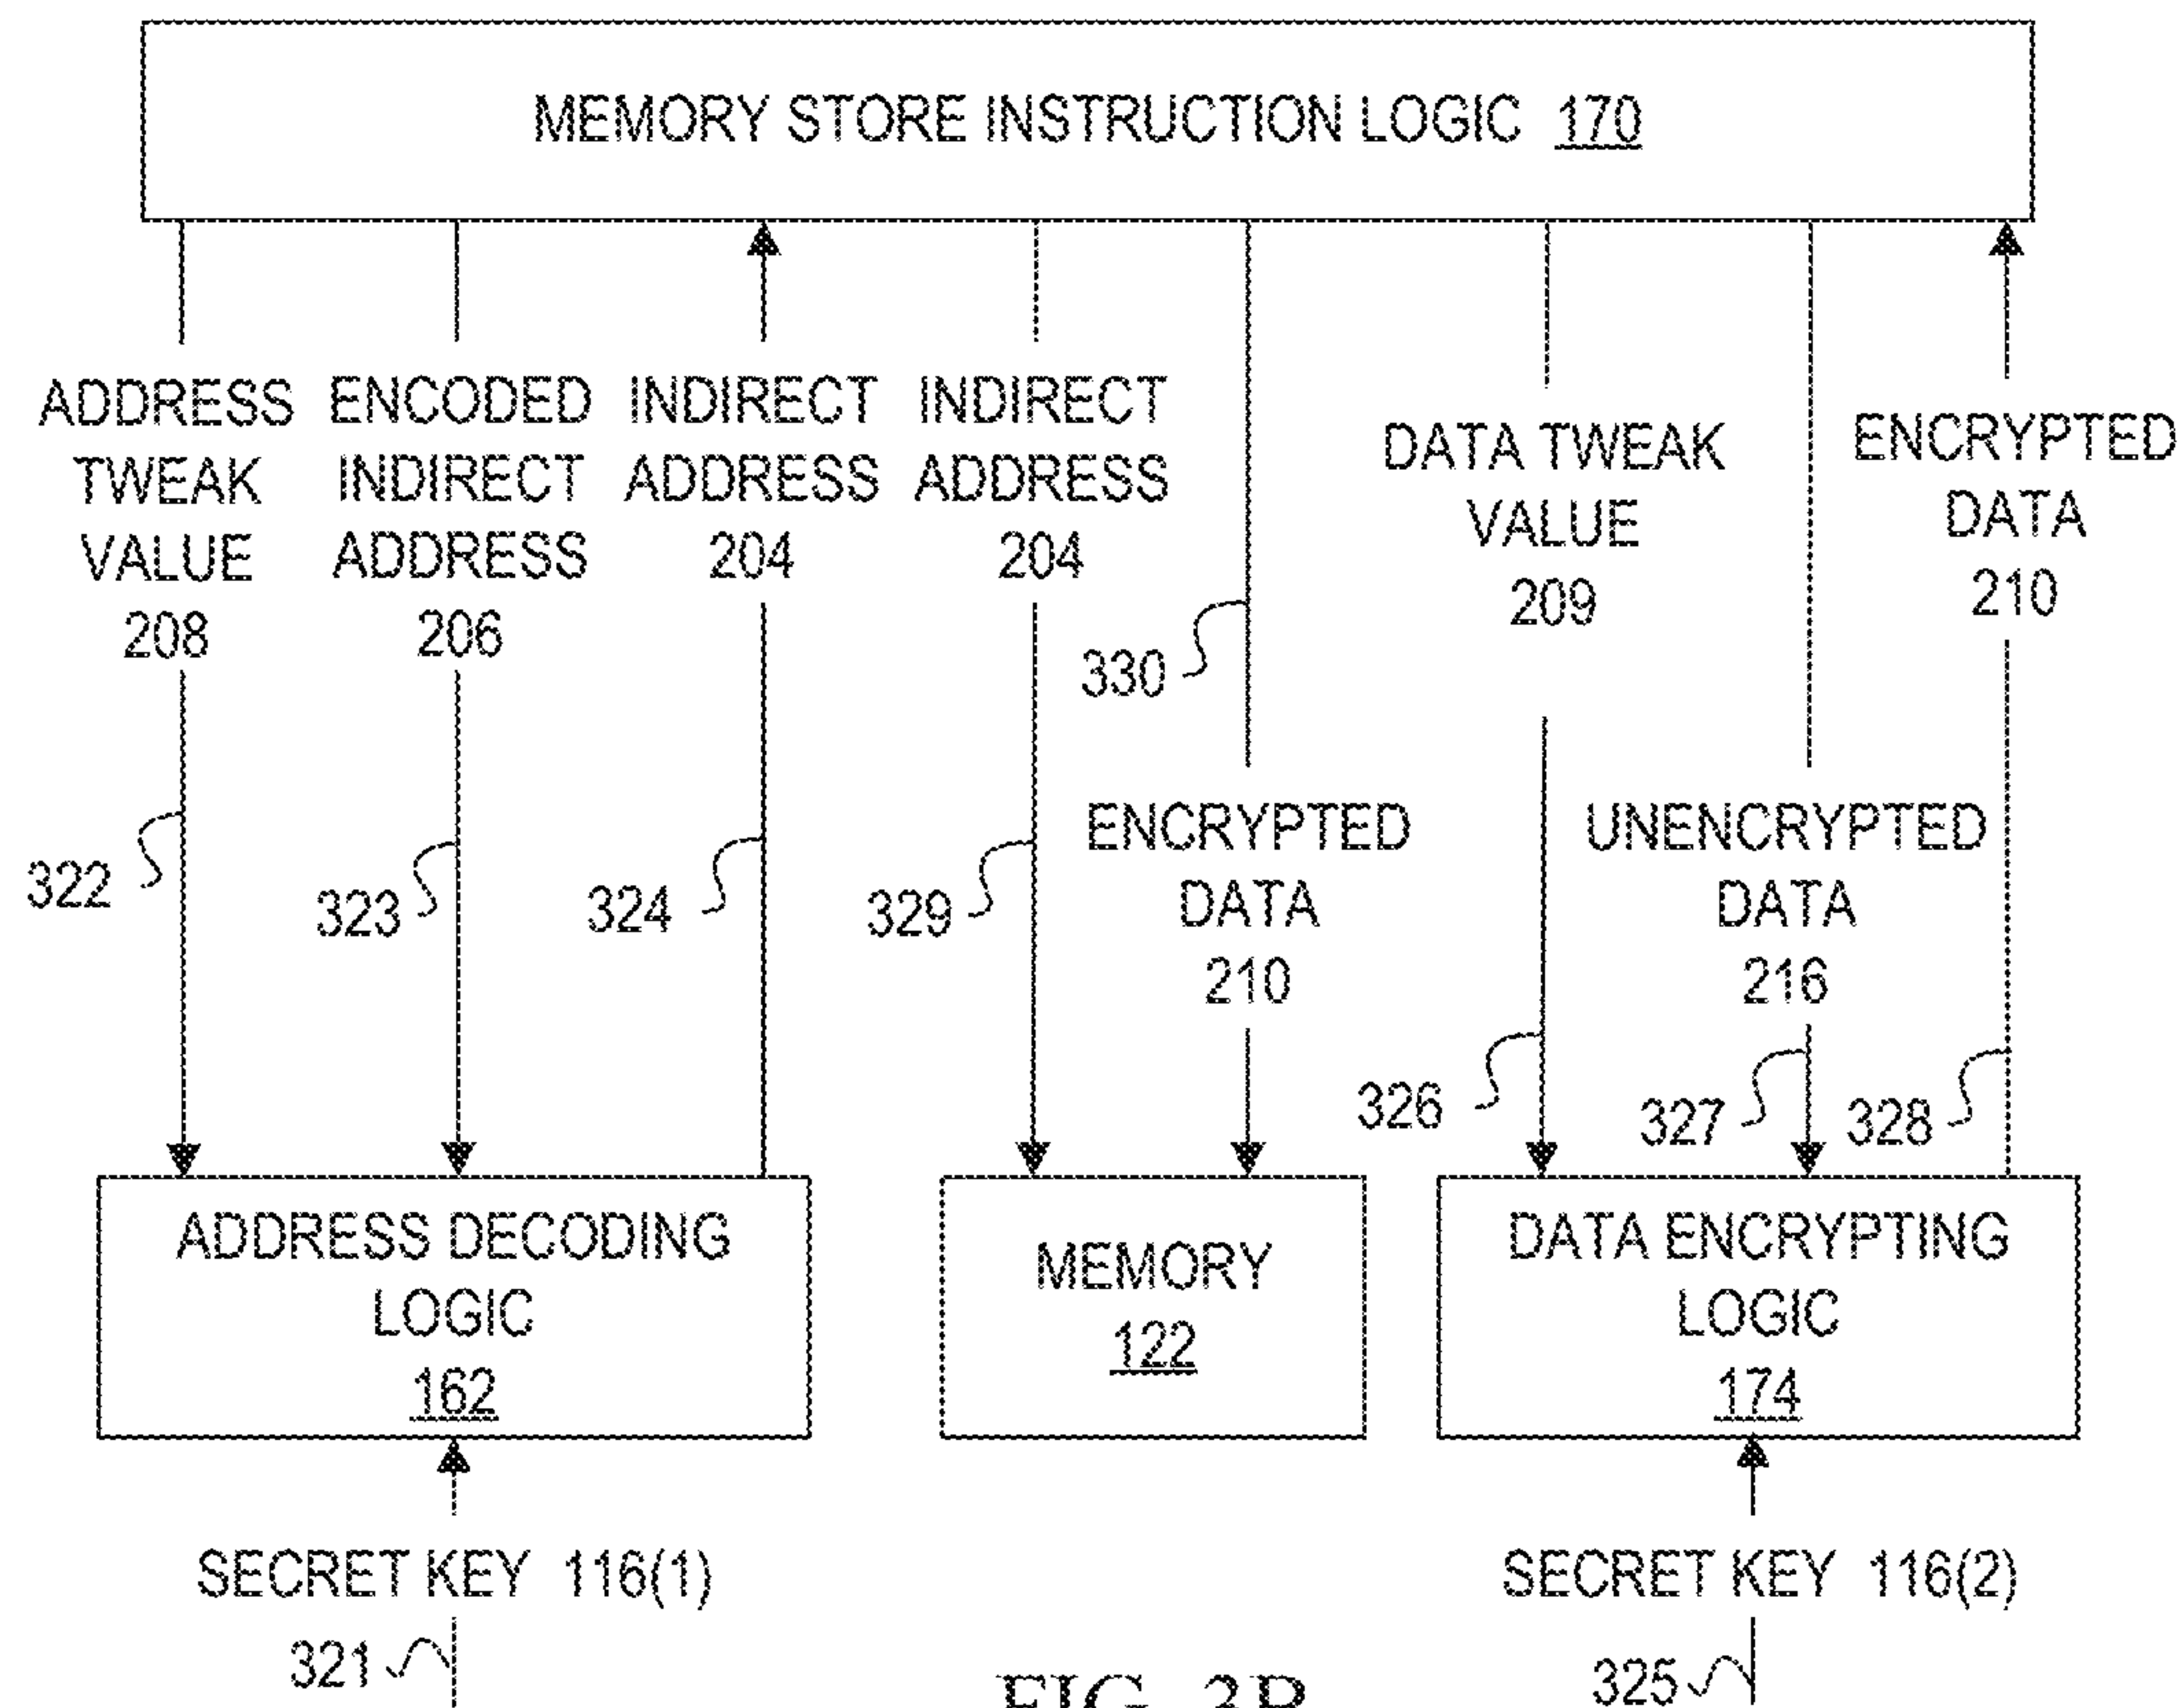 MEMORY STORE INSTRUCTION LOGIC 170
ADDRESS
TWEAK
VALUE
208
ENCODED
INDIRECT
ADDRESS
206
INDIRECT
ADDRESS
204
INDIRECT
ADDRESS
204
330
DATA TWEAK
VALUE
209
ENCRYPTED
DATA
210
322
323
324
329
ENCRYPTED
DATA
210
326
UNENCRYPTED
DATA
216
327
328
ADDRESS DECODING
LOGIC
162
MEMORY
122
DATA ENCRYPTING
LOGIC
174
SECRET KEY 116(1)
321
SECRET KEY 116(2)
325
FIG. 3B